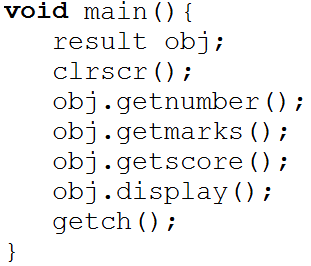 void main(){
result obj;
clrscr();
obj.getnumber();
obj.getmarks();
obj.getscore();
obj.display();
getch();
}